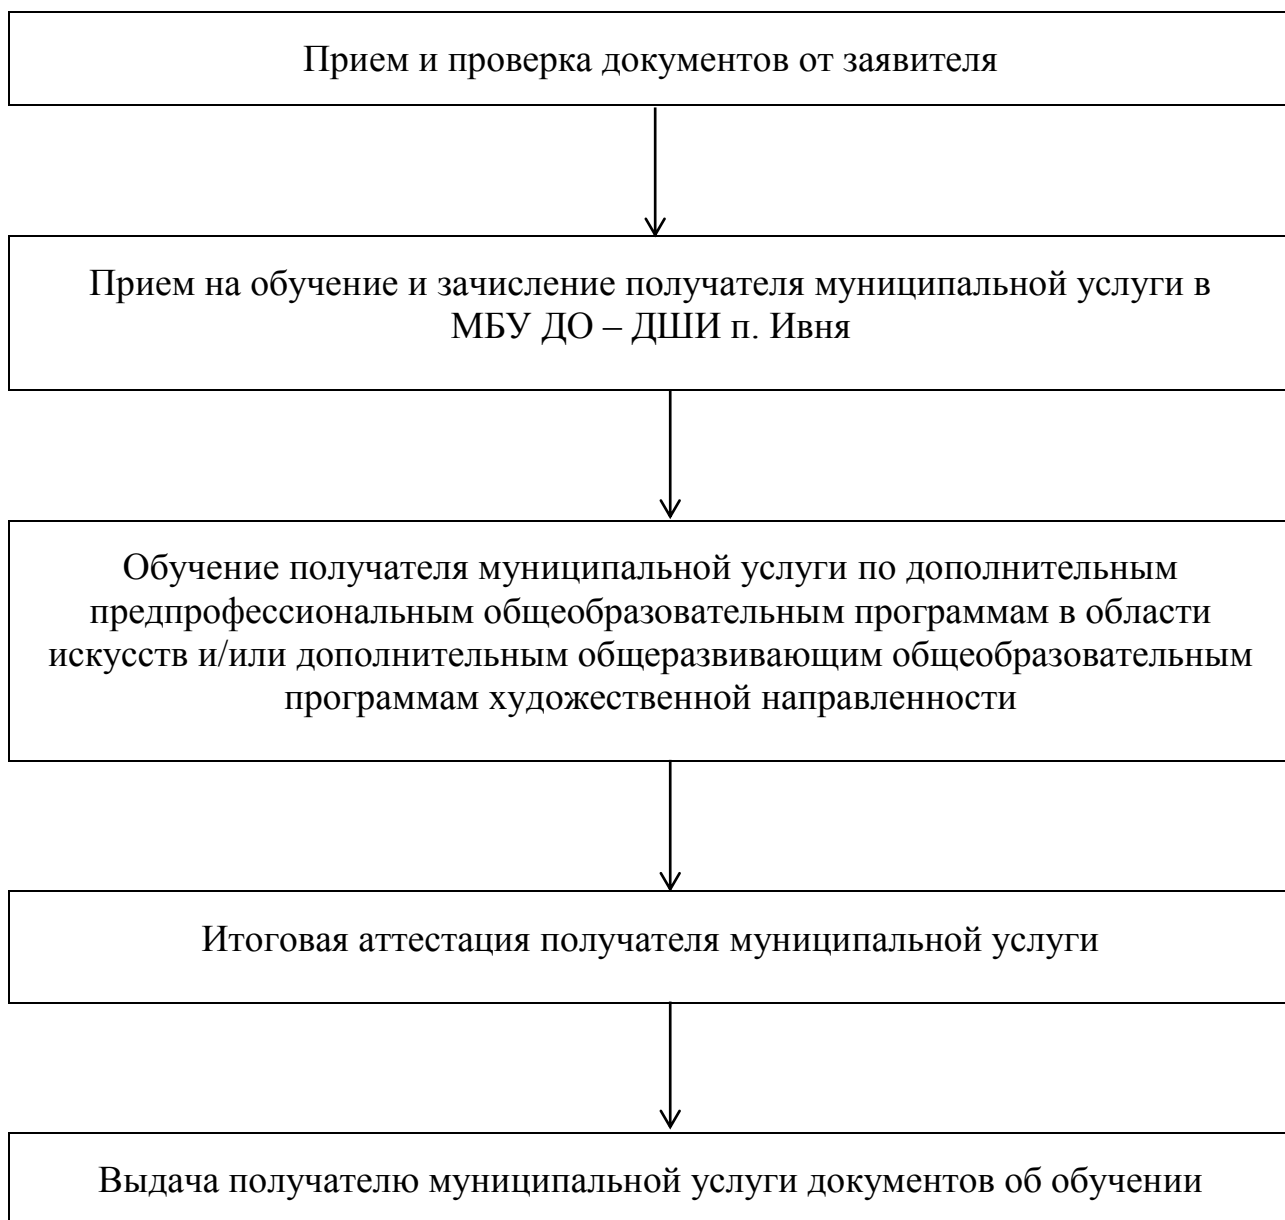 Прием и проверка документов от заявителя
Прием на обучение и зачисление получателя муниципальной услуги в
МБУ ДО – ДШИ п. Ивня
Обучение получателя муниципальной услуги по дополнительным
предпрофессиональным общеобразовательным программам в области
искусств и/или дополнительным общеразвивающим общеобразовательным
программам художественной направленности
Итоговая аттестация получателя муниципальной услуги
Выдача получателю муниципальной услуги документов об обучении